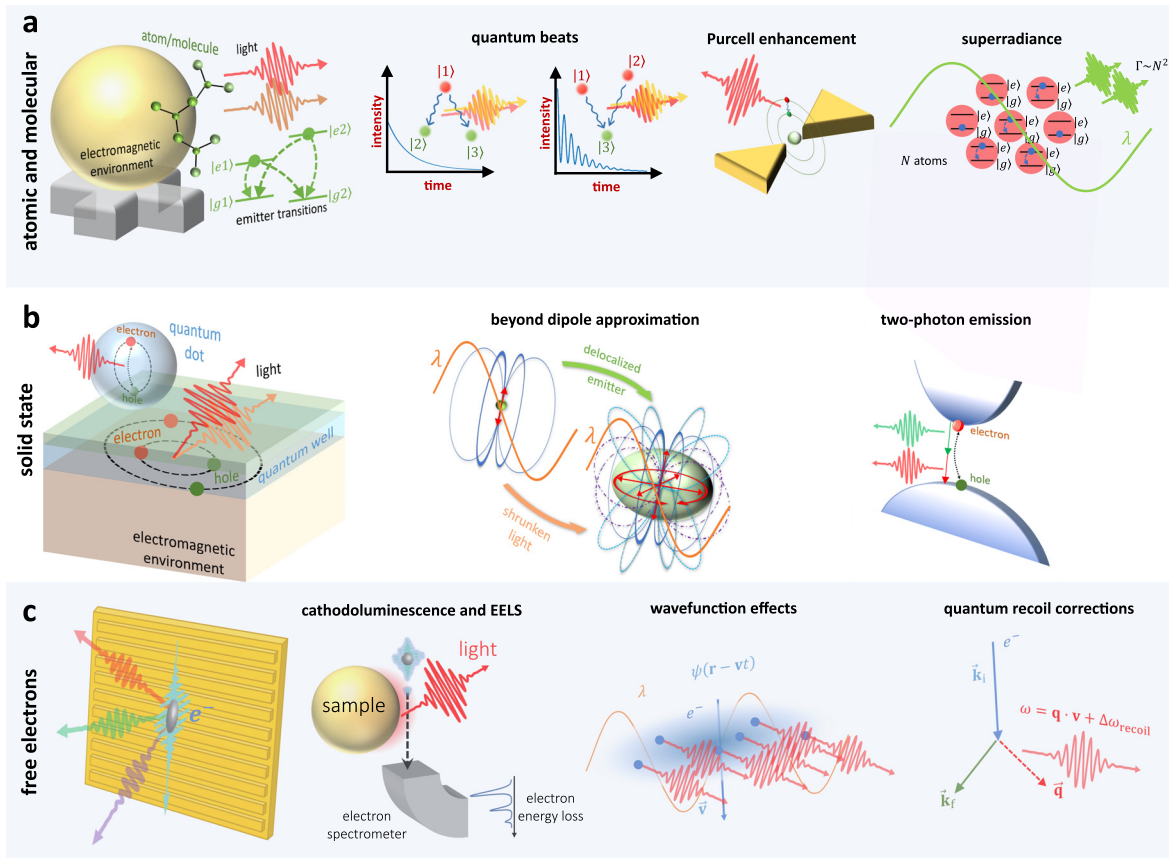 a
atomic and molecular
atom/molecule
light
electromagnetic
environment
|e2⟩
|e1⟩
|g1⟩
|g2⟩
emitter transitions
quantum beats
intensity
time
|1⟩
|2⟩
|3⟩
intensity
time
|1⟩
|2⟩
|3⟩
Purcell enhancement
superradiance
Γ~N²
|e⟩
|g⟩
|e⟩
|g⟩
|e⟩
|g⟩
|e⟩
|g⟩
|e⟩
|g⟩
|e⟩
|g⟩
|e⟩
|g⟩
N atoms
λ
b
solid state
electron
hole
quantum
dot
light
electron
hole
quantum well
electromagnetic
environment
beyond dipole approximation
λ
delocalized
emitter
λ
shrunken
light
two-photon emission
electron
hole
c
free electrons
e⁻
cathodoluminescence and EELS
light
sample
electron
spectrometer
electron
energy loss
wavefunction effects
ψ(r − vt)
λ
e⁻
v⃗
quantum recoil corrections
e⁻
k⃗ᵢ
ω = q · v + Δω_recoil
k⃗_f
q⃗